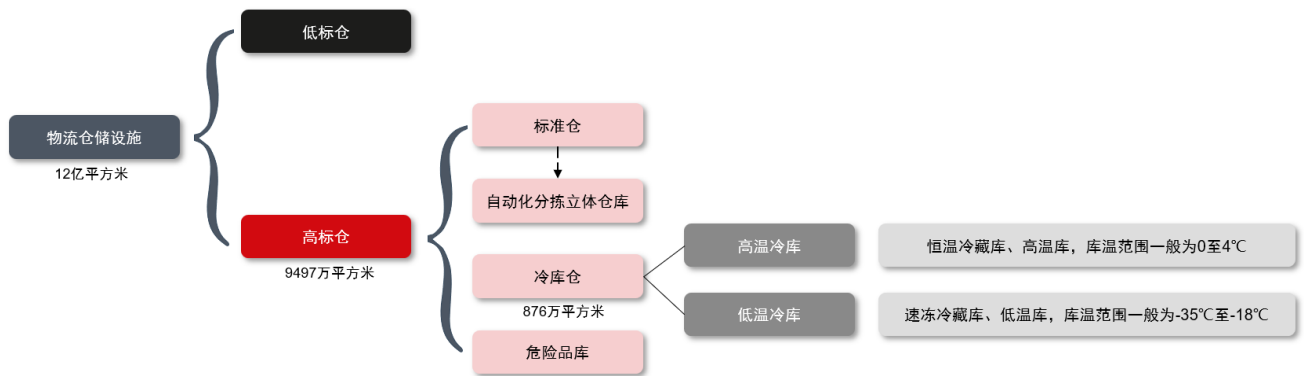 低标仓
物流仓储设施
12亿平方米
高标仓
9497万平方米
标准仓
自动化分拣立体仓库
冷库仓
876万平方米
危险品库
高温冷库
恒温冷藏库、高温库，库温范围一般为0至4℃
低温冷库
速冻冷藏库、低温库，库温范围一般为-35℃至-18℃